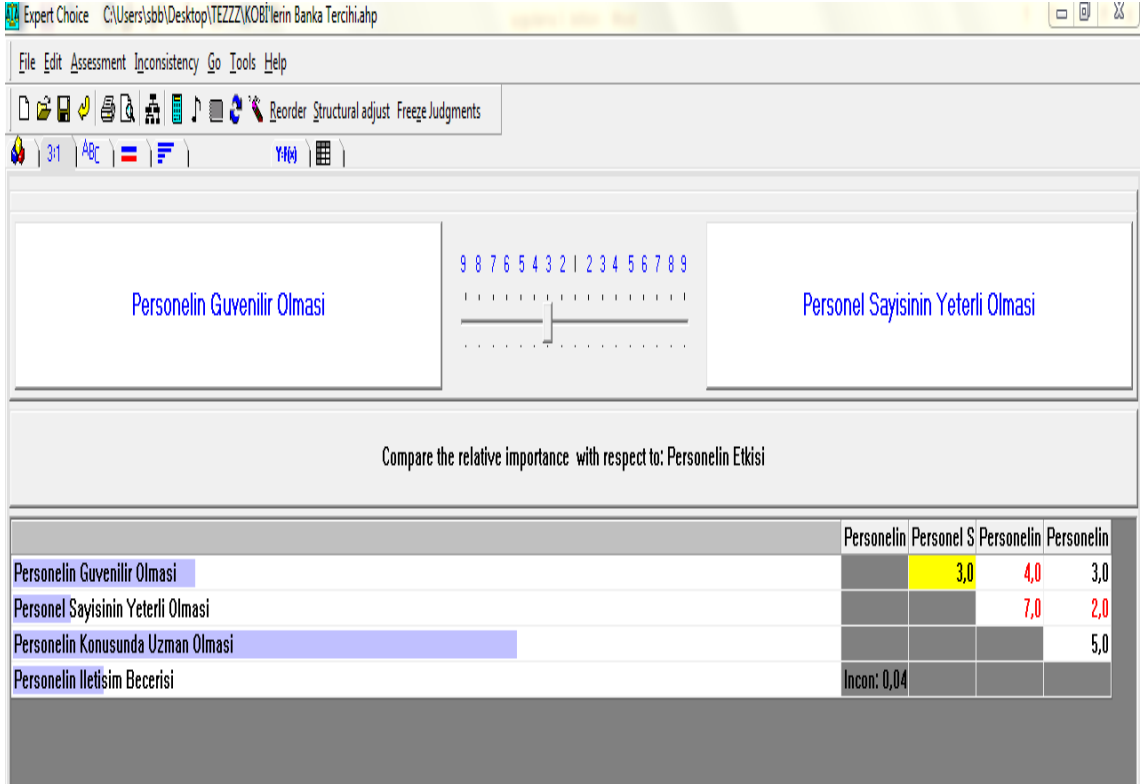 Expert Choice C:\Users\sbb\Desktop\TEZZZ\KOBİ'lerin Banka Tercihi.ahp
File Edit Assessment Inconsistency Go Tools Help
Reorder Structural adjust Freeze Judgments
3:1 ABC Y=F(x)
9 8 7 6 5 4 3 2 1 2 3 4 5 6 7 8 9
Personelin Guvenilir Olmasi Personel Sayisinin Yeterli Olmasi
Compare the relative importance with respect to: Personelin Etkisi
Personelin Personel S Personelin Personelin
Personelin Guvenilir Olmasi 3,0 4,0 3,0
Personel Sayisinin Yeterli Olmasi 7,0 2,0
Personelin Konusunda Uzman Olmasi 5,0
Personelin Iletisim Becerisi Incon: 0,04